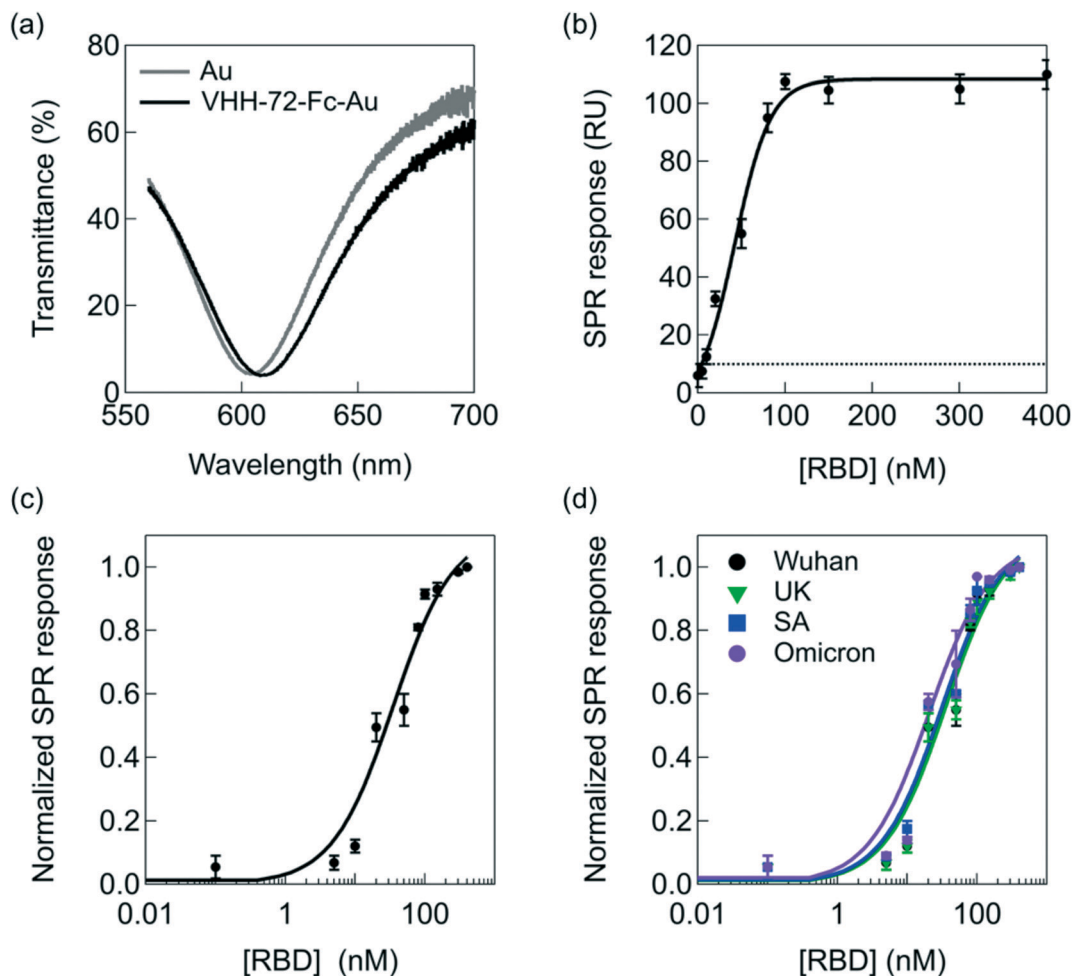 (a)
80
60
40
20
0
550
600
650
700
Transmittance (%)
Wavelength (nm)
Au
VHH-72-Fc-Au
(b)
120
100
80
60
40
20
0
0
100
200
300
400
SPR response (RU)
[RBD] (nM)
(c)
1.0
0.8
0.6
0.4
0.2
0.0
0.01
1
100
Normalized SPR response
[RBD] (nM)
(d)
1.0
0.8
0.6
0.4
0.2
0.0
0.01
1
100
Normalized SPR response
[RBD] (nM)
Wuhan
UK
SA
Omicron